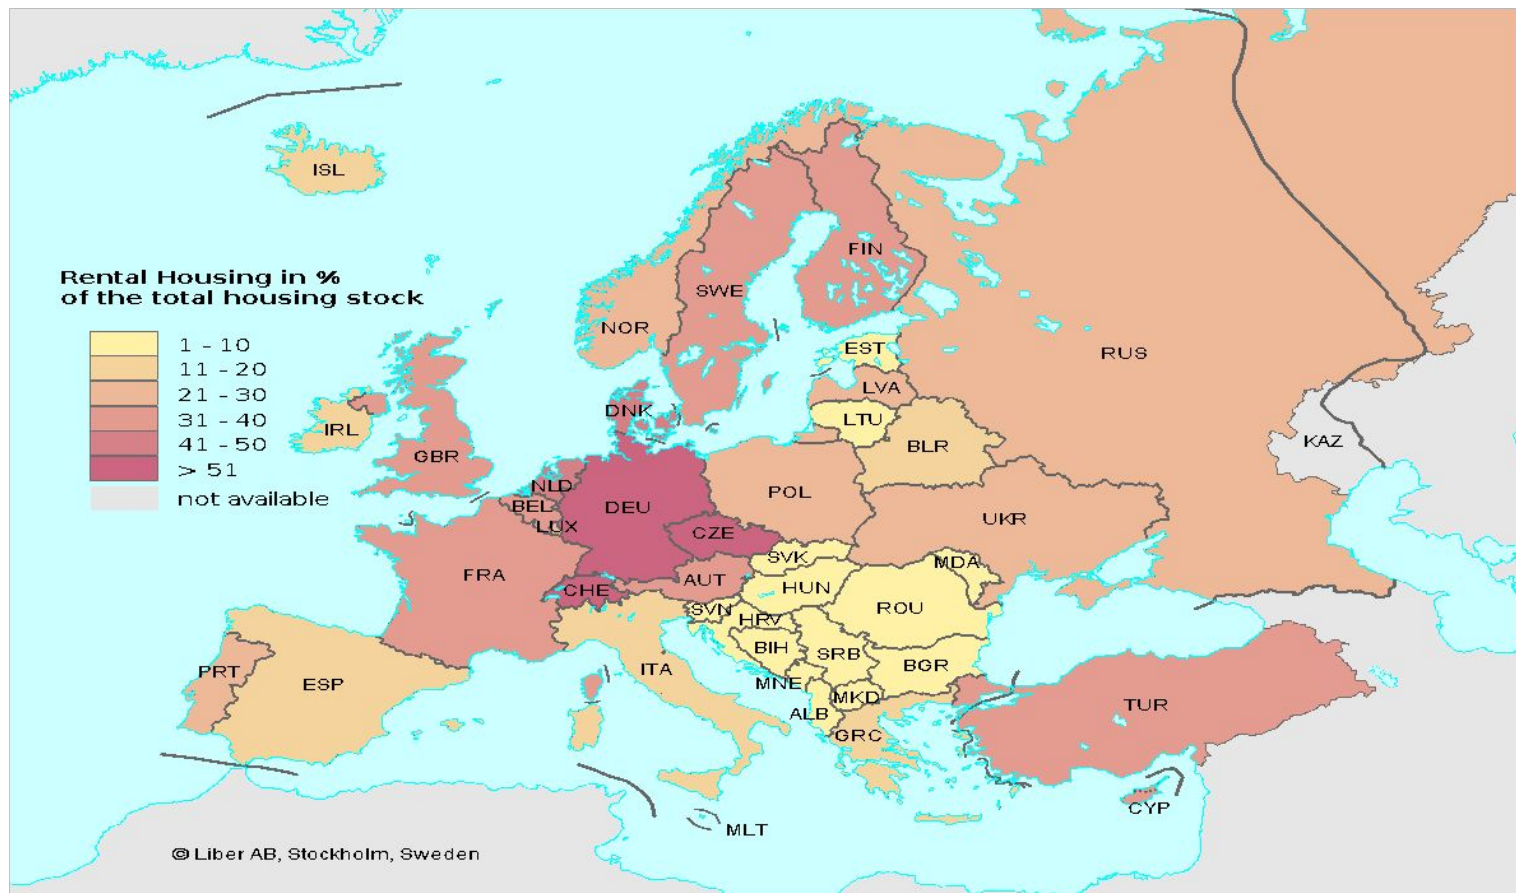 ISL
Rental Housing in %
of the total housing stock
1 - 10
11 - 20
21 - 30
31 - 40
41 - 50
> 51
not available
FIN
SWE
NOR
RUS
EST
LVA
DNK
LTU
IRL
BLR
KAZ
GBR
NLD
POL
BEL
DEU
UKR
LUX
CZE
SVK
MDA
FRA
AUT
CHE
HUN
SVN
ROU
HRV
BIH
SRB
BGR
PRT
ITA
ESP
MNE
MKD
TUR
ALB
GRC
CYP
MLT
© Liber AB, Stockholm, Sweden